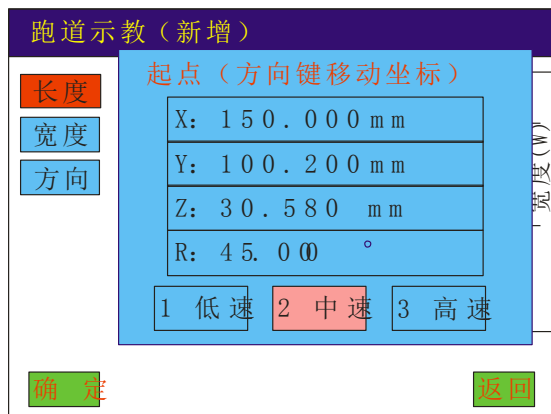 跑道示教（新增）
起点（方向键移动坐标）
长度
宽度
方向
X: 150.000mm
Y: 100.200mm
Z: 30.580 mm
R: 45.00 °
1 低速 2 中速 3 高速
宽度(W)
确 定
返回